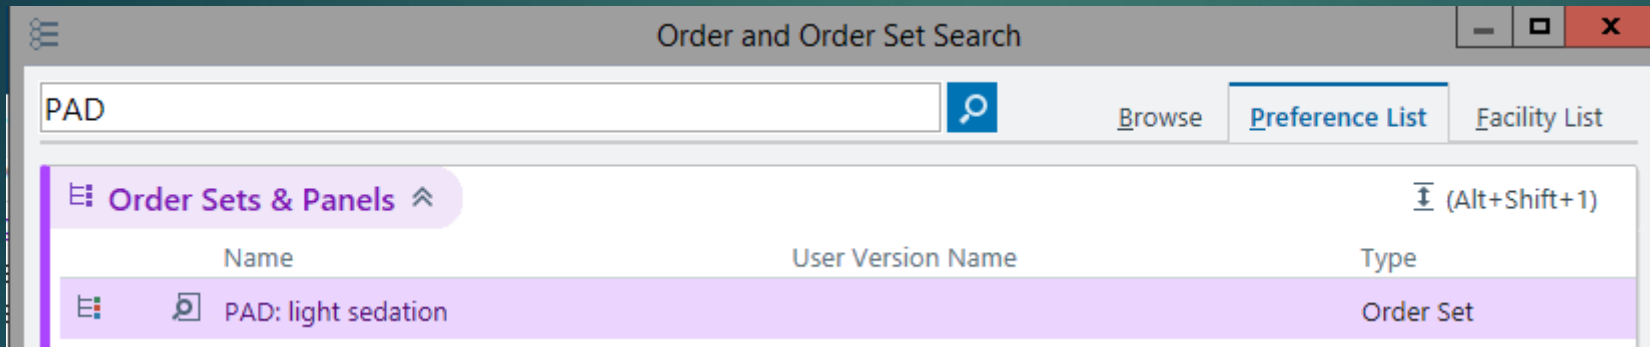 Order and Order Set Search
X
PAD
Browse Preference List Facility List
Order Sets & Panels (Alt+Shift+1)
Name User Version Name Type
PAD: light sedation Order Set